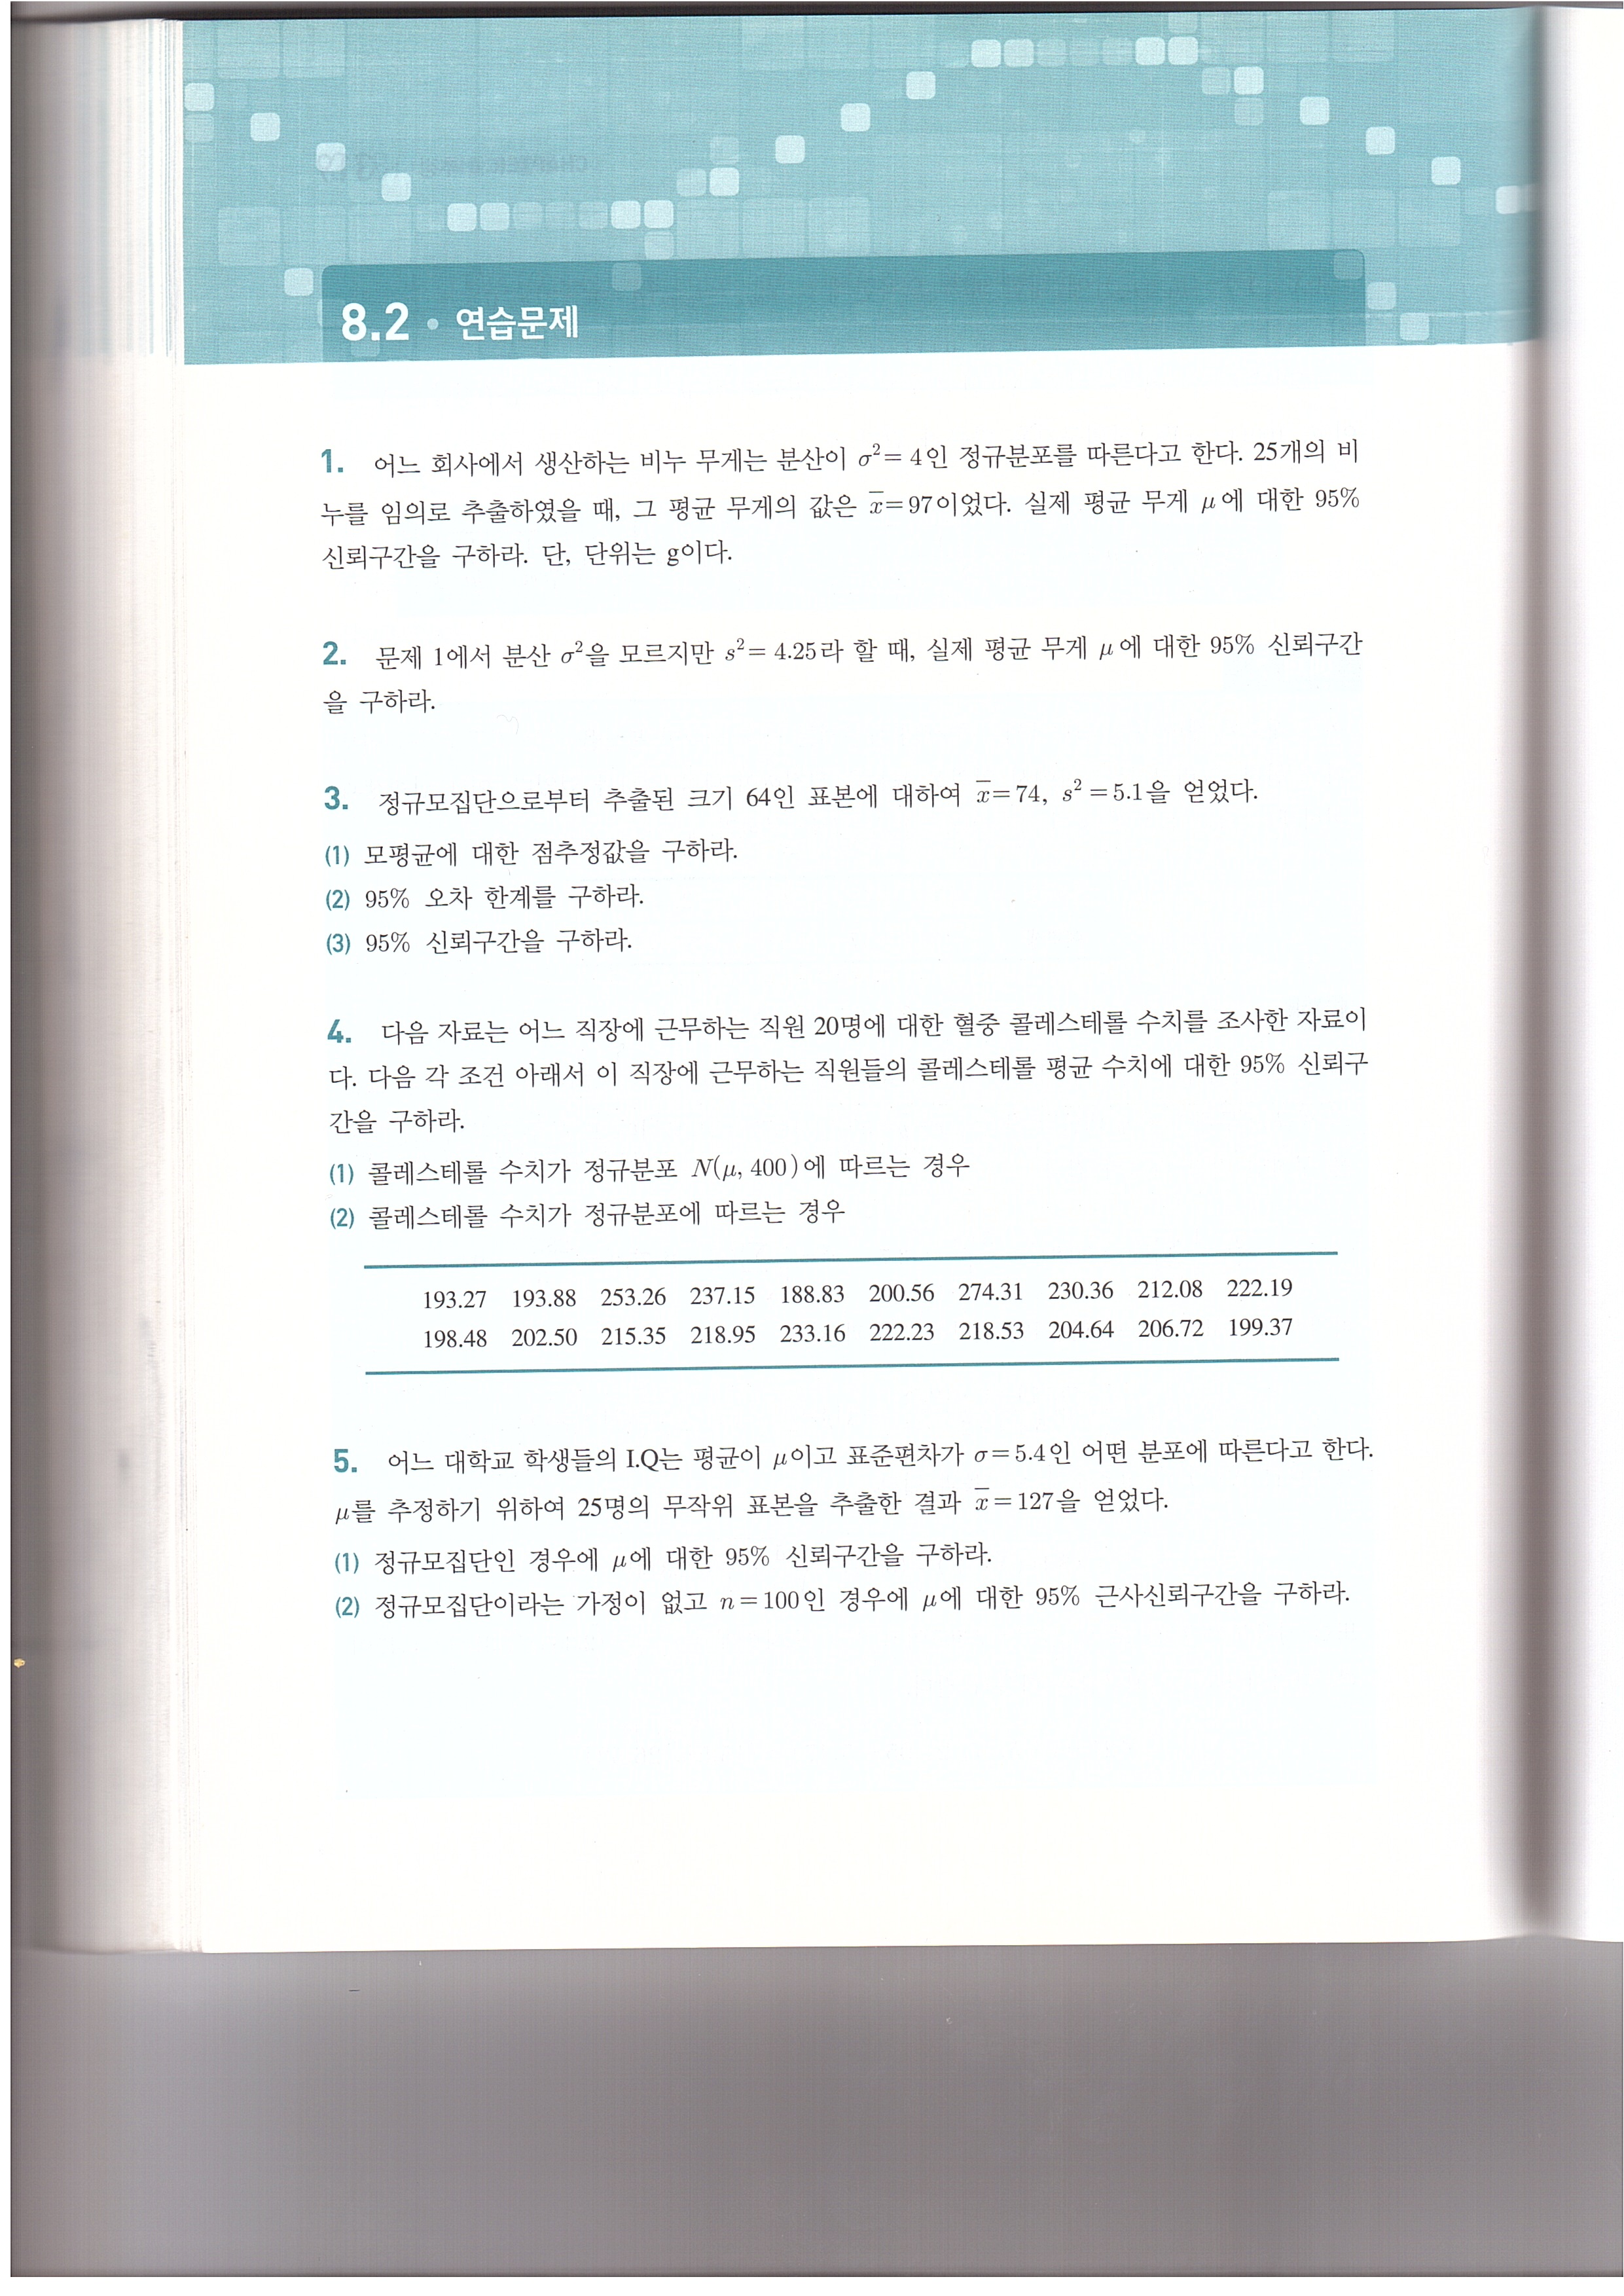 8.2 • 연습문제
1. 어느 회사에서 생산하는 비누 무게는 분산이 σ²= 4인 정규분포를 따른다고 한다. 25개의 비
누를 임의로 추출하였을 때, 그 평균 무게의 값은 x̄=97이었다. 실제 평균 무게 μ에 대한 95%
신뢰구간을 구하라. 단, 단위는 g이다.
2. 문제 1에서 분산 σ²을 모르지만 s²= 4.25라 할 때, 실제 평균 무게 μ에 대한 95% 신뢰구간
을 구하라.
3. 정규모집단으로부터 추출된 크기 64인 표본에 대하여 x̄=74, s² =5.1을 얻었다.
(1) 모평균에 대한 점추정값을 구하라.
(2) 95% 오차 한계를 구하라.
(3) 95% 신뢰구간을 구하라.
4. 다음 자료는 어느 직장에 근무하는 직원 20명에 대한 혈중 콜레스테롤 수치를 조사한 자료이
다. 다음 각 조건 아래서 이 직장에 근무하는 직원들의 콜레스테롤 평균 수치에 대한 95% 신뢰구
간을 구하라.
(1) 콜레스테롤 수치가 정규분포 N(μ, 400)에 따르는 경우
(2) 콜레스테롤 수치가 정규분포에 따르는 경우
193.27 193.88 253.26 237.15 188.83 200.56 274.31 230.36 212.08 222.19
198.48 202.50 215.35 218.95 233.16 222.23 218.53 204.64 206.72 199.37
5. 어느 대학교 학생들의 I.Q는 평균이 μ이고 표준편차가 σ=5.4인 어떤 분포에 따른다고 한다.
μ를 추정하기 위하여 25명의 무작위 표본을 추출한 결과 x̄=127을 얻었다.
(1) 정규모집단인 경우에 μ에 대한 95% 신뢰구간을 구하라.
(2) 정규모집단이라는 가정이 없고 n=100인 경우에 μ에 대한 95% 근사신뢰구간을 구하라.